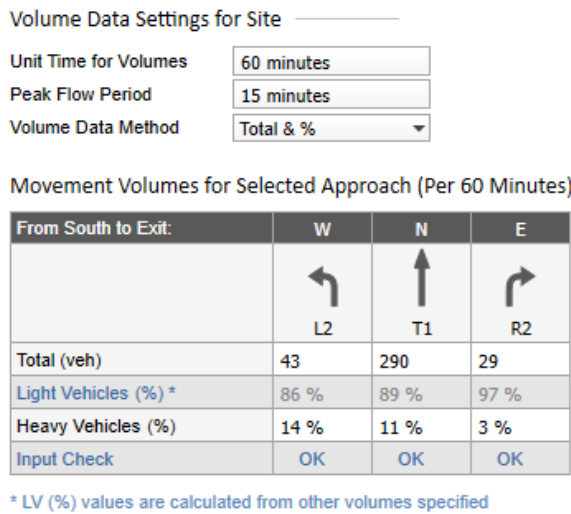 Volume Data Settings for Site
Unit Time for Volumes 60 minutes
Peak Flow Period 15 minutes
Volume Data Method Total & %
Movement Volumes for Selected Approach (Per 60 Minutes)
From South to Exit: W N E
L2 T1 R2
Total (veh) 43 290 29
Light Vehicles (%) * 86 % 89 % 97 %
Heavy Vehicles (%) 14 % 11 % 3 %
Input Check OK OK OK
* LV (%) values are calculated from other volumes specified